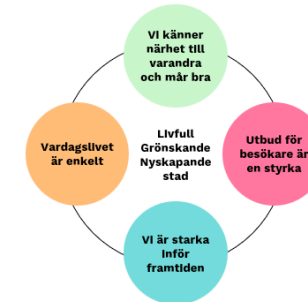 Vi känner
närhet till
varandra
och mår bra
Vardagslivet
är enkelt
Livfull
Grönskande
Nyskapande
stad
Utbud för
besökare är
en styrka
Vi är starka
inför
framtiden